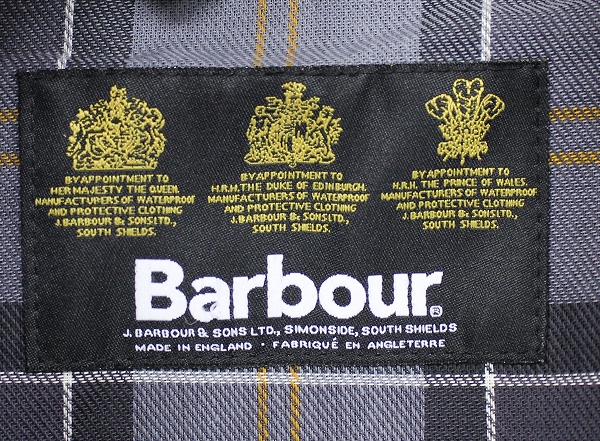 BY APPOINTMENT TO
HER MAJESTY THE QUEEN.
MANUFACTURERS OF WATERPROOF
AND PROTECTIVE CLOTHING
J. BARBOUR & SONS LTD.,
SOUTH SHIELDS.
BY APPOINTMENT TO
H.R.H. THE DUKE OF EDINBURGH.
MANUFACTURERS OF WATERPROOF
AND PROTECTIVE CLOTHING
J. BARBOUR & SONS LTD.,
SOUTH SHIELDS.
BY APPOINTMENT TO
H.R.H. THE PRINCE OF WALES.
MANUFACTURERS OF WATERPROOF
AND PROTECTIVE CLOTHING
J. BARBOUR & SONS LTD.,
SOUTH SHIELDS.
Barbour®
J. BARBOUR & SONS LTD., SIMONSIDE, SOUTH SHIELDS
MADE IN ENGLAND · FABRIQUÉ EN ANGLETERRE